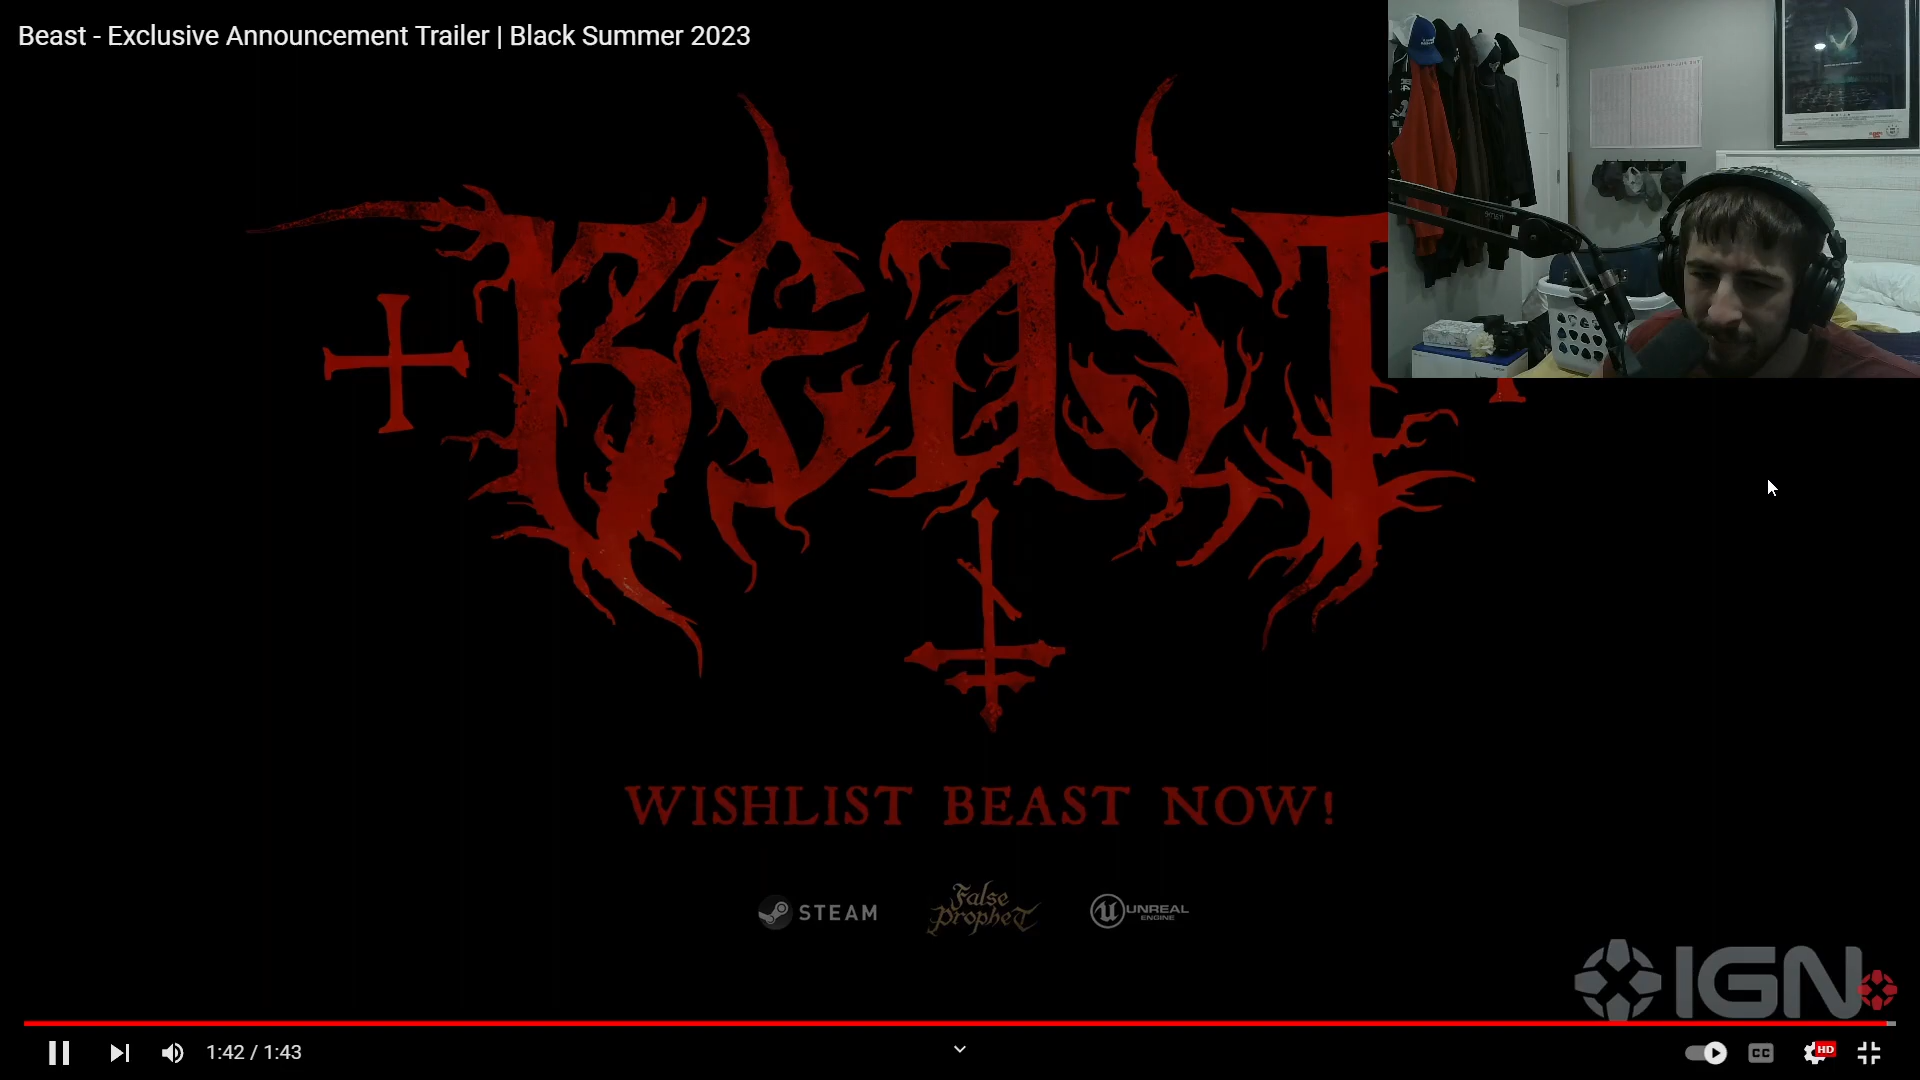 Beast - Exclusive Announcement Trailer | Black Summer 2023
BEAST
WISHLIST BEAST NOW!
STEAM
False Prophet
UNREAL
ENGINE
IGN
1:42 / 1:43
CC
HD